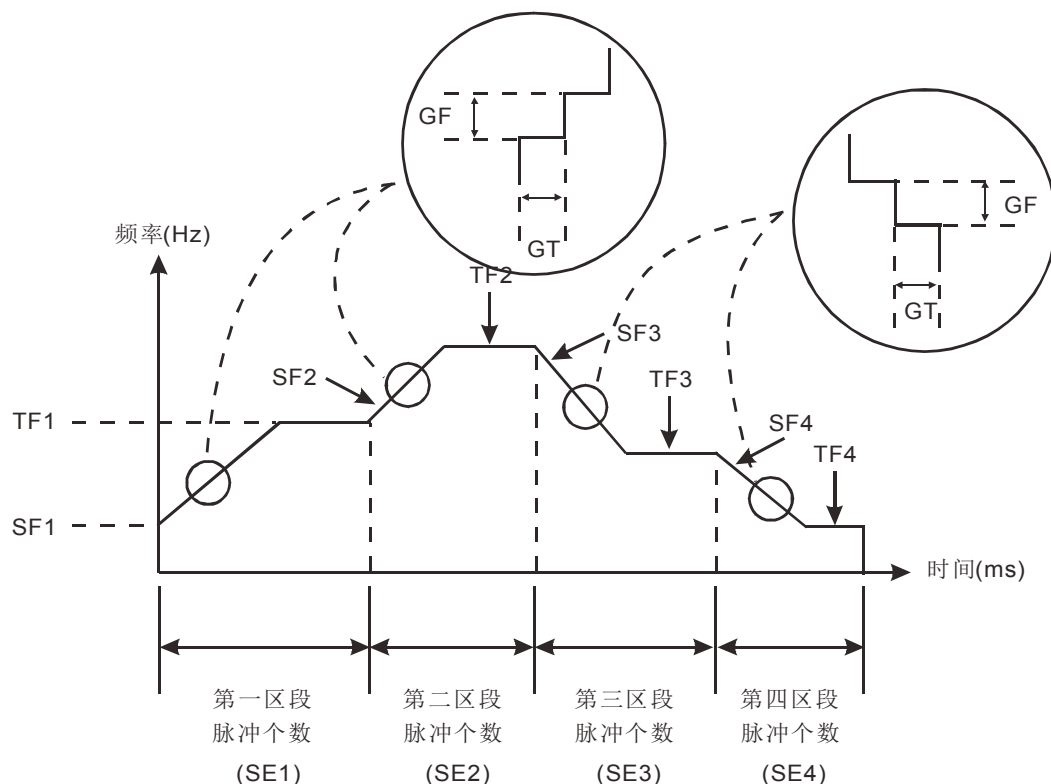 GF
GT
GF
GT
频率(Hz)
TF2
SF3
SF2
TF3
TF1
SF4
TF4
SF1
时间(ms)
第一区段
脉冲个数
(SE1)
第二区段
脉冲个数
(SE2)
第三区段
脉冲个数
(SE3)
第四区段
脉冲个数
(SE4)